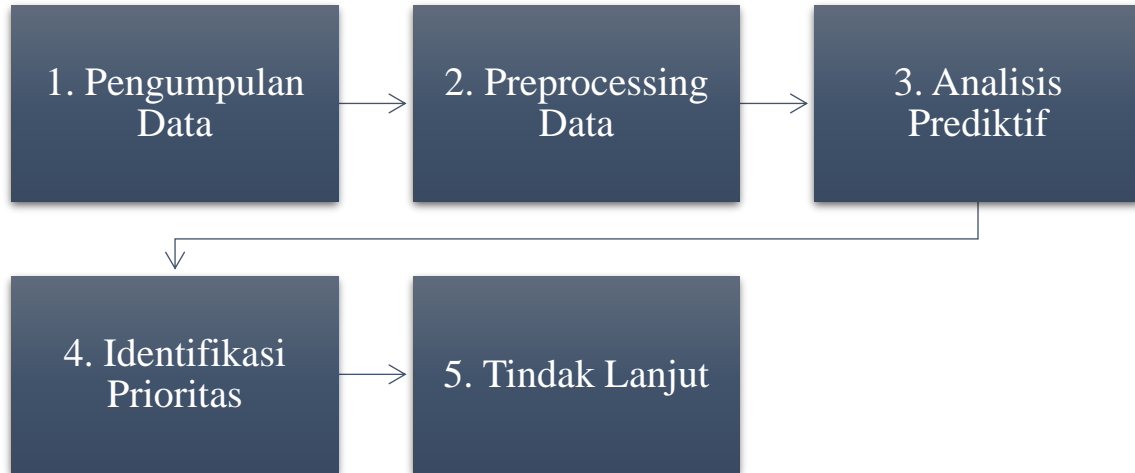 1. Pengumpulan
Data
2. Preprocessing
Data
3. Analisis
Prediktif
4. Identifikasi
Prioritas
5. Tindak Lanjut